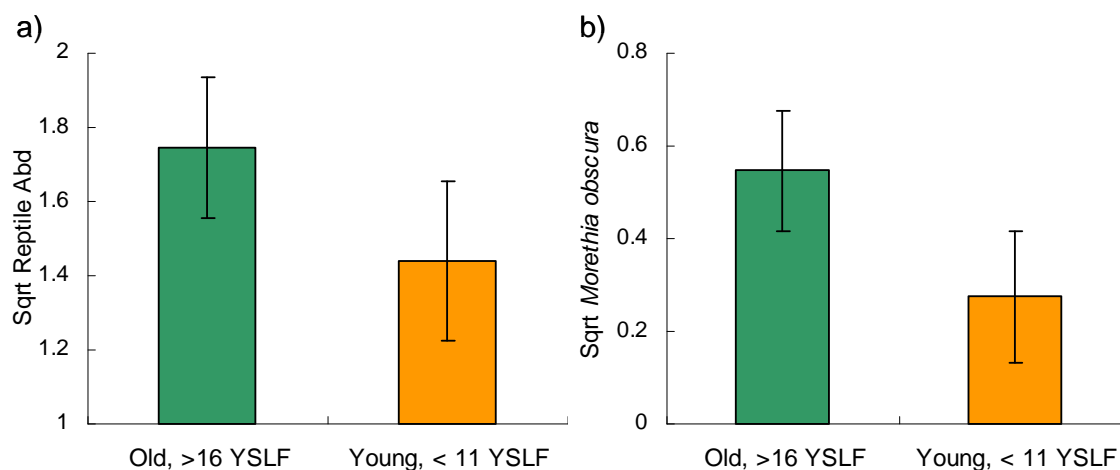 a)
2
1.8
1.6
1.4
1.2
1
Sqrt Reptile Abd
Old, >16 YSLF
Young, < 11 YSLF
b)
0.8
0.6
0.4
0.2
0
Sqrt Morethia obscura
Old, >16 YSLF
Young, < 11 YSLF